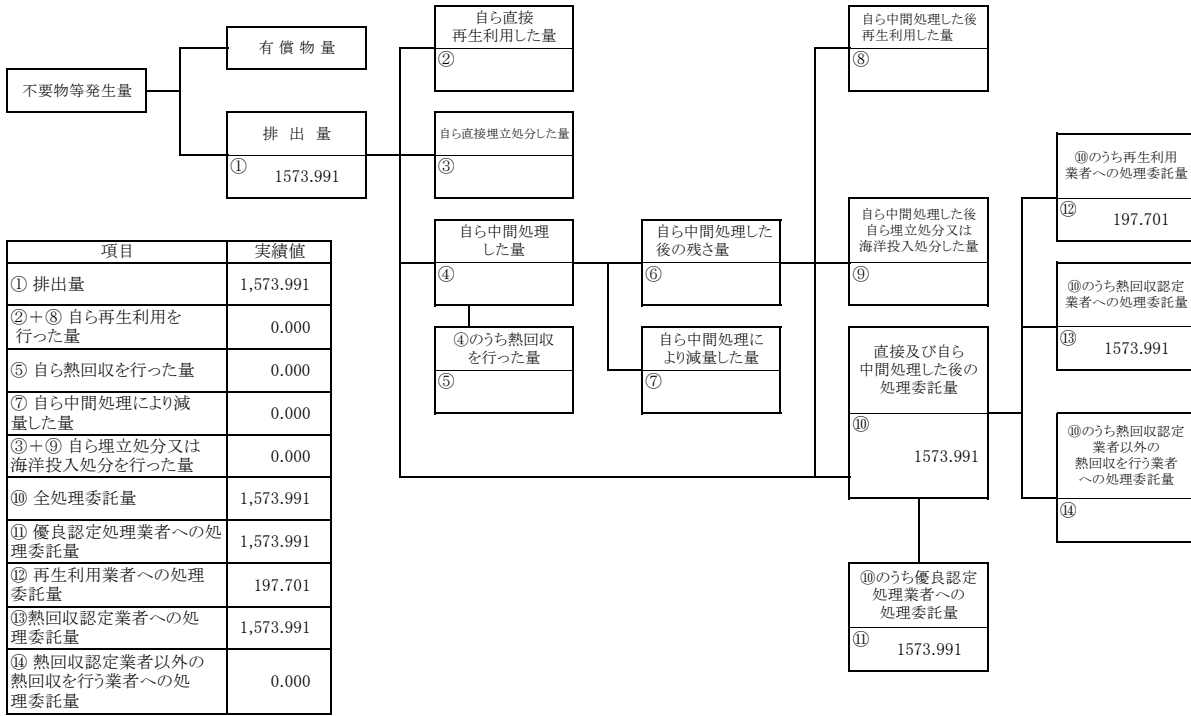 不要物等発生量
有 償 物 量
排 出 量
①
1573.991
自ら直接
再生利用した量
②
自ら直接埋立処分した量
③
自ら中間処理
した量
④
④のうち熱回収
を行った量
⑤
自ら中間処理した
後の残さ量
⑥
自ら中間処理に
より減量した量
⑦
自ら中間処理した後
再生利用した量
⑧
自ら中間処理した後
自ら埋立処分又は
海洋投入処分した量
⑨
直接及び自ら
中間処理した後の
処理委託量
⑩
1573.991
⑩のうち優良認定
処理業者への
処理委託量
⑪
1573.991
⑩のうち再生利用
業者への処理委託量
⑫
197.701
⑩のうち熱回収認定
業者への処理委託量
⑬
1573.991
⑩のうち熱回収認定
業者以外の
熱回収を行う業者
への処理委託量
⑭
項目 実績値
① 排出量 1,573.991
②＋⑧ 自ら再生利用を
行った量 0.000
⑤ 自ら熱回収を行った量 0.000
⑦ 自ら中間処理により減
量した量 0.000
③＋⑨ 自ら埋立処分又は
海洋投入処分を行った量 0.000
⑩ 全処理委託量 1,573.991
⑪ 優良認定処理業者への処
理委託量 1,573.991
⑫ 再生利用業者への処理
委託量 197.701
⑬熱回収認定業者への処
理委託量 1,573.991
⑭ 熱回収認定業者以外の
熱回収を行う業者への処
理委託量 0.000